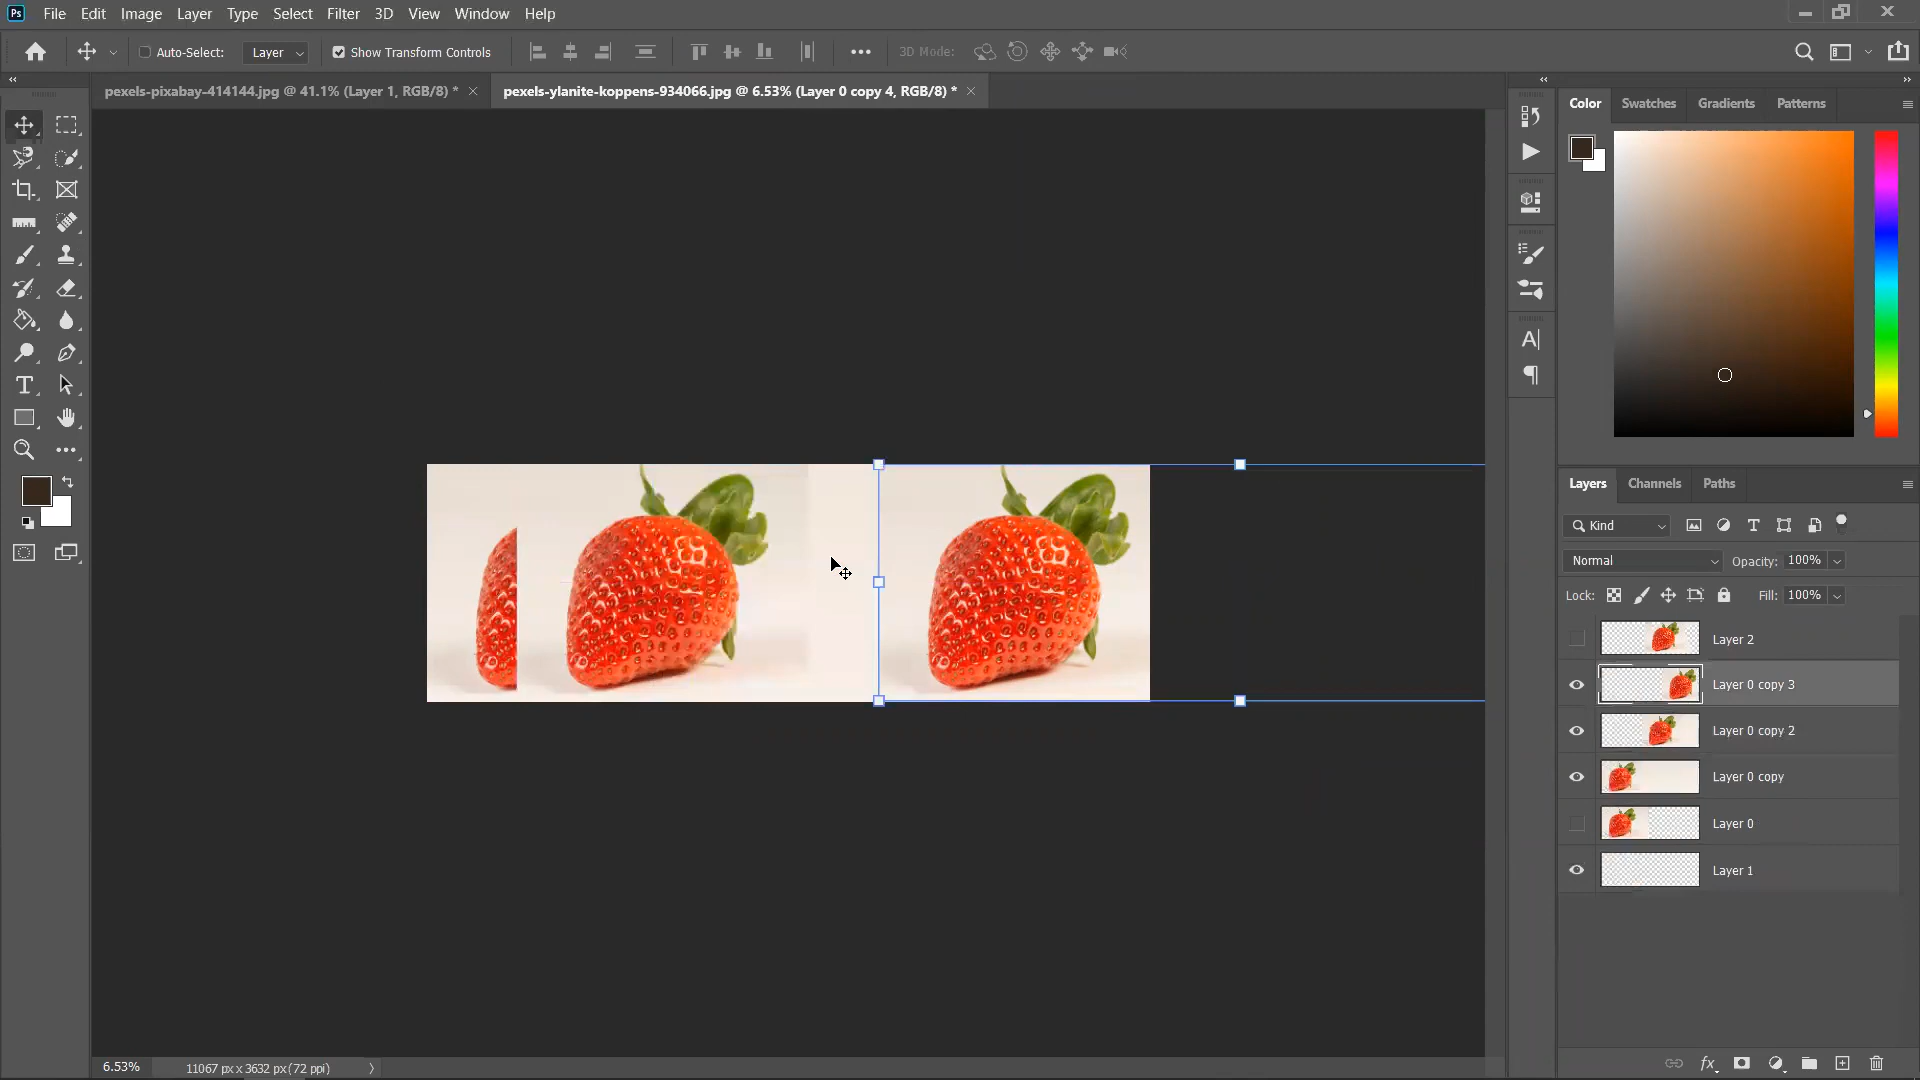 Ps File Edit Image Layer Type Select Filter 3D View Window Help
Auto-Select: Layer Show Transform Controls 3D Mode:
pexels-pixabay-414144.jpg @ 41.1% (Layer 1, RGB/8) * pexels-ylanite-koppens-934066.jpg @ 6.53% (Layer 0 copy 4, RGB/8) *
Color Swatches Gradients Patterns
Layers Channels Paths
Kind
Normal Opacity: 100%
Lock: Fill: 100%
Layer 2
Layer 0 copy 3
Layer 0 copy 2
Layer 0 copy
Layer 0
Layer 1
6.53% 11067 px x 3632 px (72 ppi)
fx